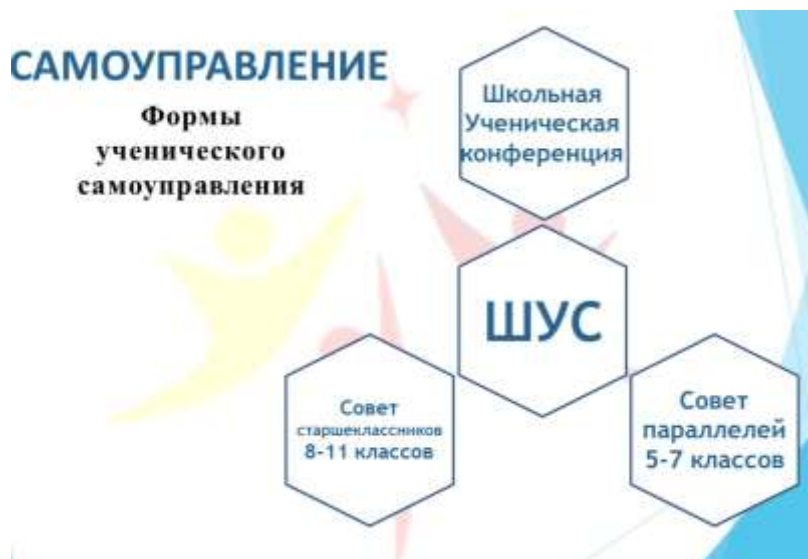 САМОУПРАВЛЕНИЕ
Формы
ученического
самоуправления
Школьная
Ученическая
конференция
ШУС
Совет
старшеклассников
8-11 классов
Совет
параллелей
5-7 классов